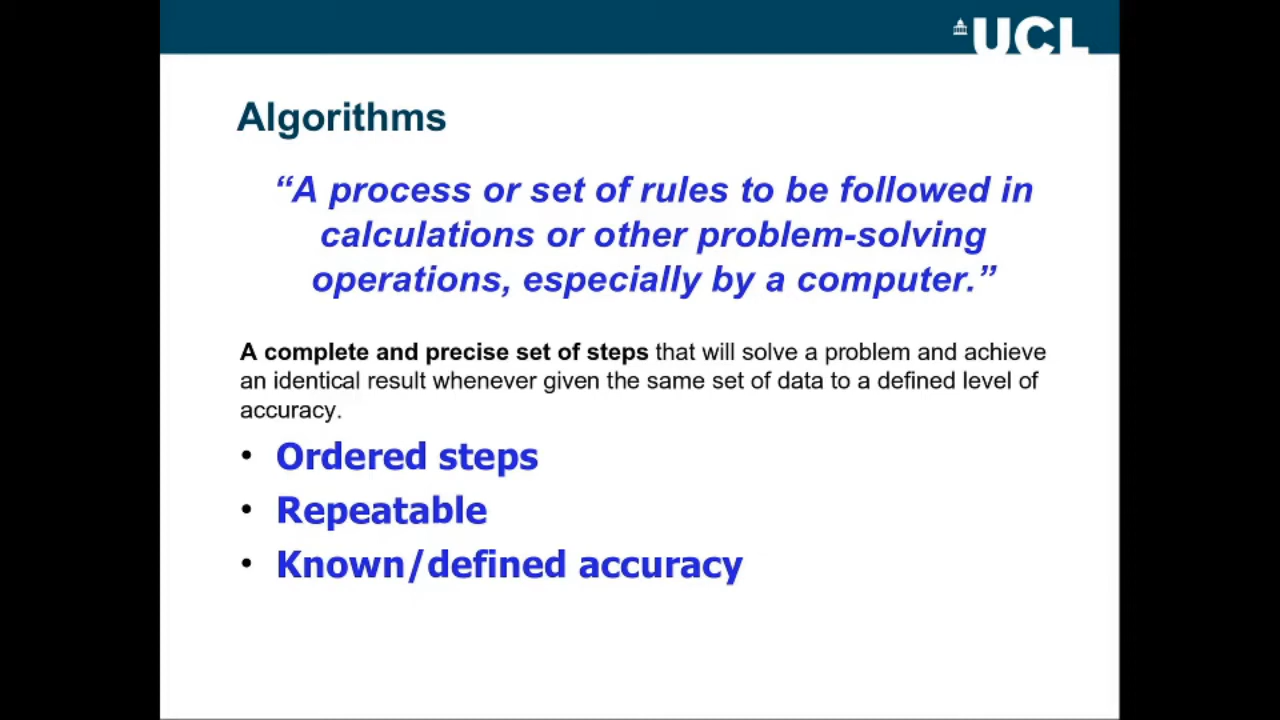 UCL
Algorithms
“A process or set of rules to be followed in
calculations or other problem-solving
operations, especially by a computer.”
A complete and precise set of steps that will solve a problem and achieve
an identical result whenever given the same set of data to a defined level of
accuracy.
• Ordered steps
• Repeatable
• Known/defined accuracy